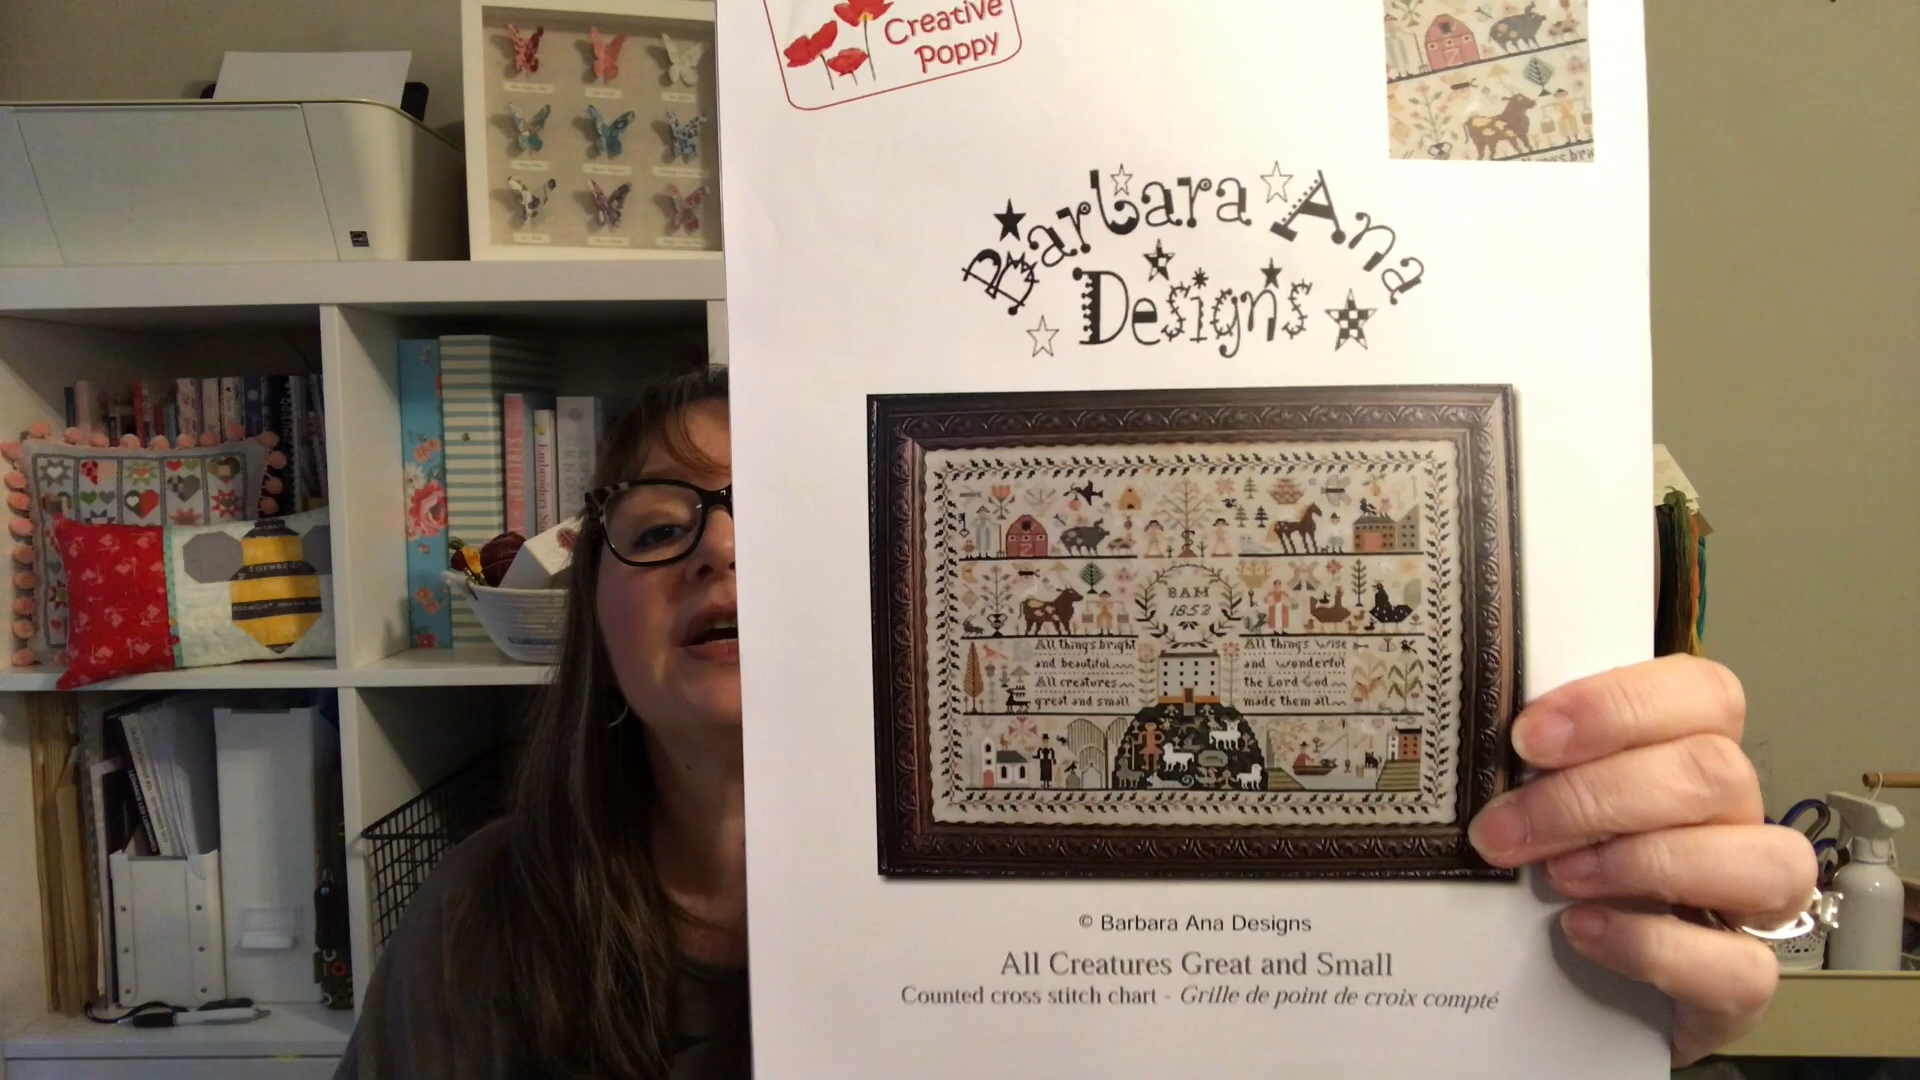 Creative
Poppy
Barbara Ana
Designs
BAM
1852
All things bright
and beautiful
All creatures
great and small
All things wise
and wonderful
the Lord God
made them all
© Barbara Ana Designs
All Creatures Great and Small
Counted cross stitch chart - Grille de point de croix compté
forwards